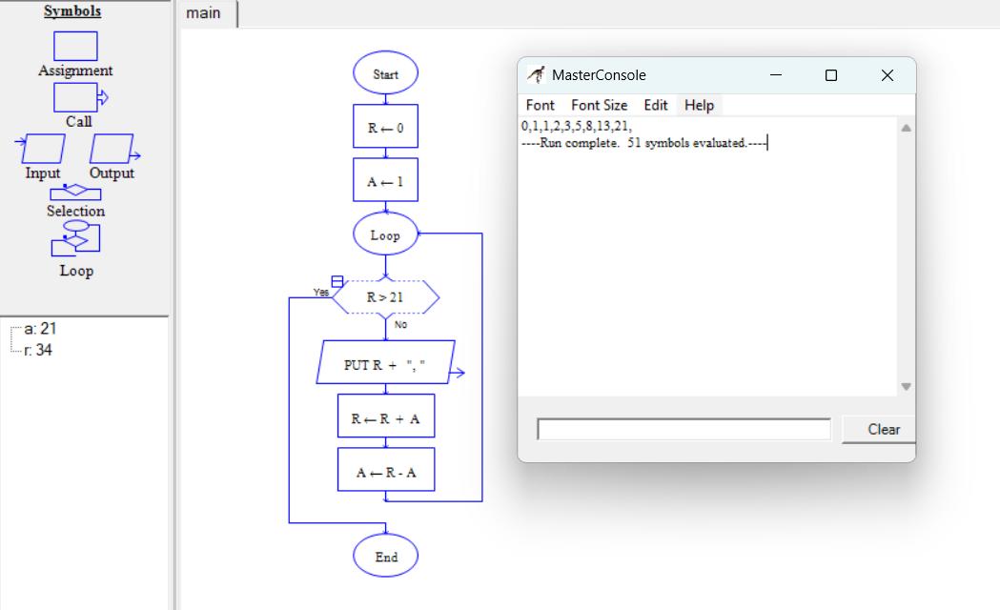 Symbols
Assignment
Call
Input Output
Selection
Loop
a: 21
r: 34
main
Start
R ← 0
A ← 1
Loop
Yes
R > 21
No
PUT R + ", "
R ← R + A
A ← R - A
End
MasterConsole
Font Font Size Edit Help
0,1,1,2,3,5,8,13,21,
----Run complete. 51 symbols evaluated.----
Clear